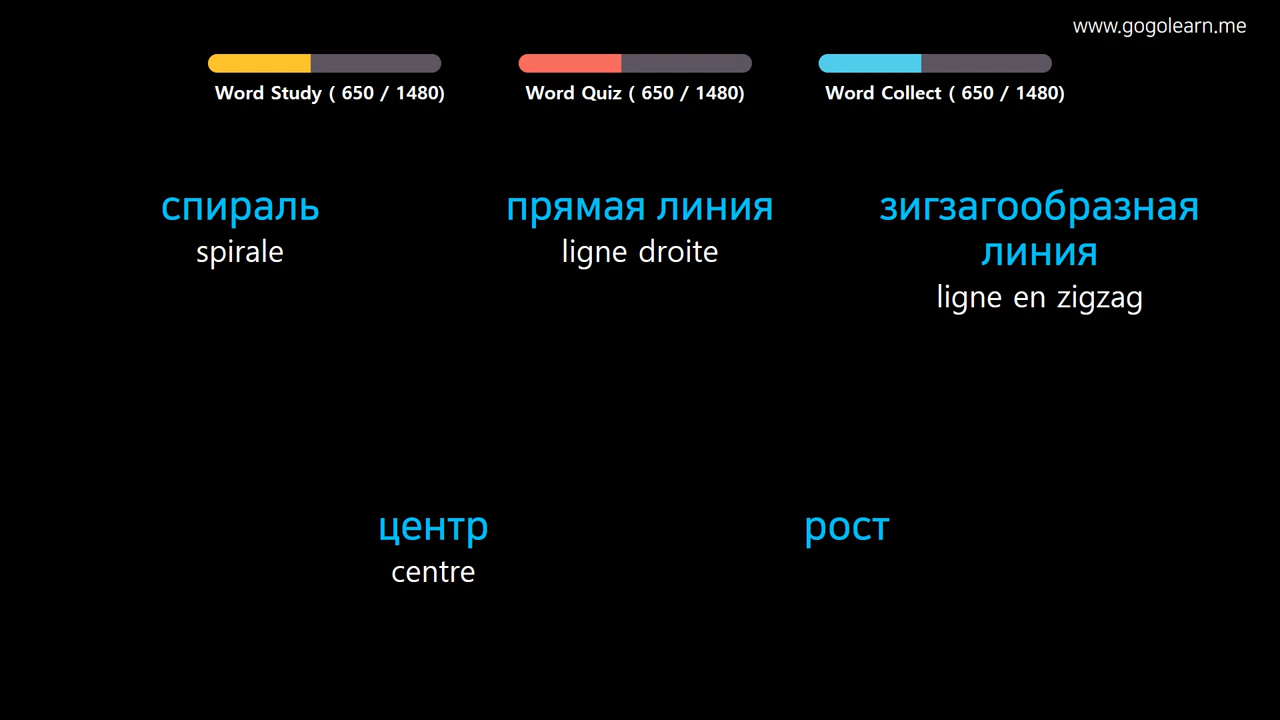 www.gogolearn.me
Word Study ( 650 / 1480)
Word Quiz ( 650 / 1480)
Word Collect ( 650 / 1480)
спираль
spirale
прямая линия
ligne droite
зигзагообразная
линия
ligne en zigzag
центр
centre
рост